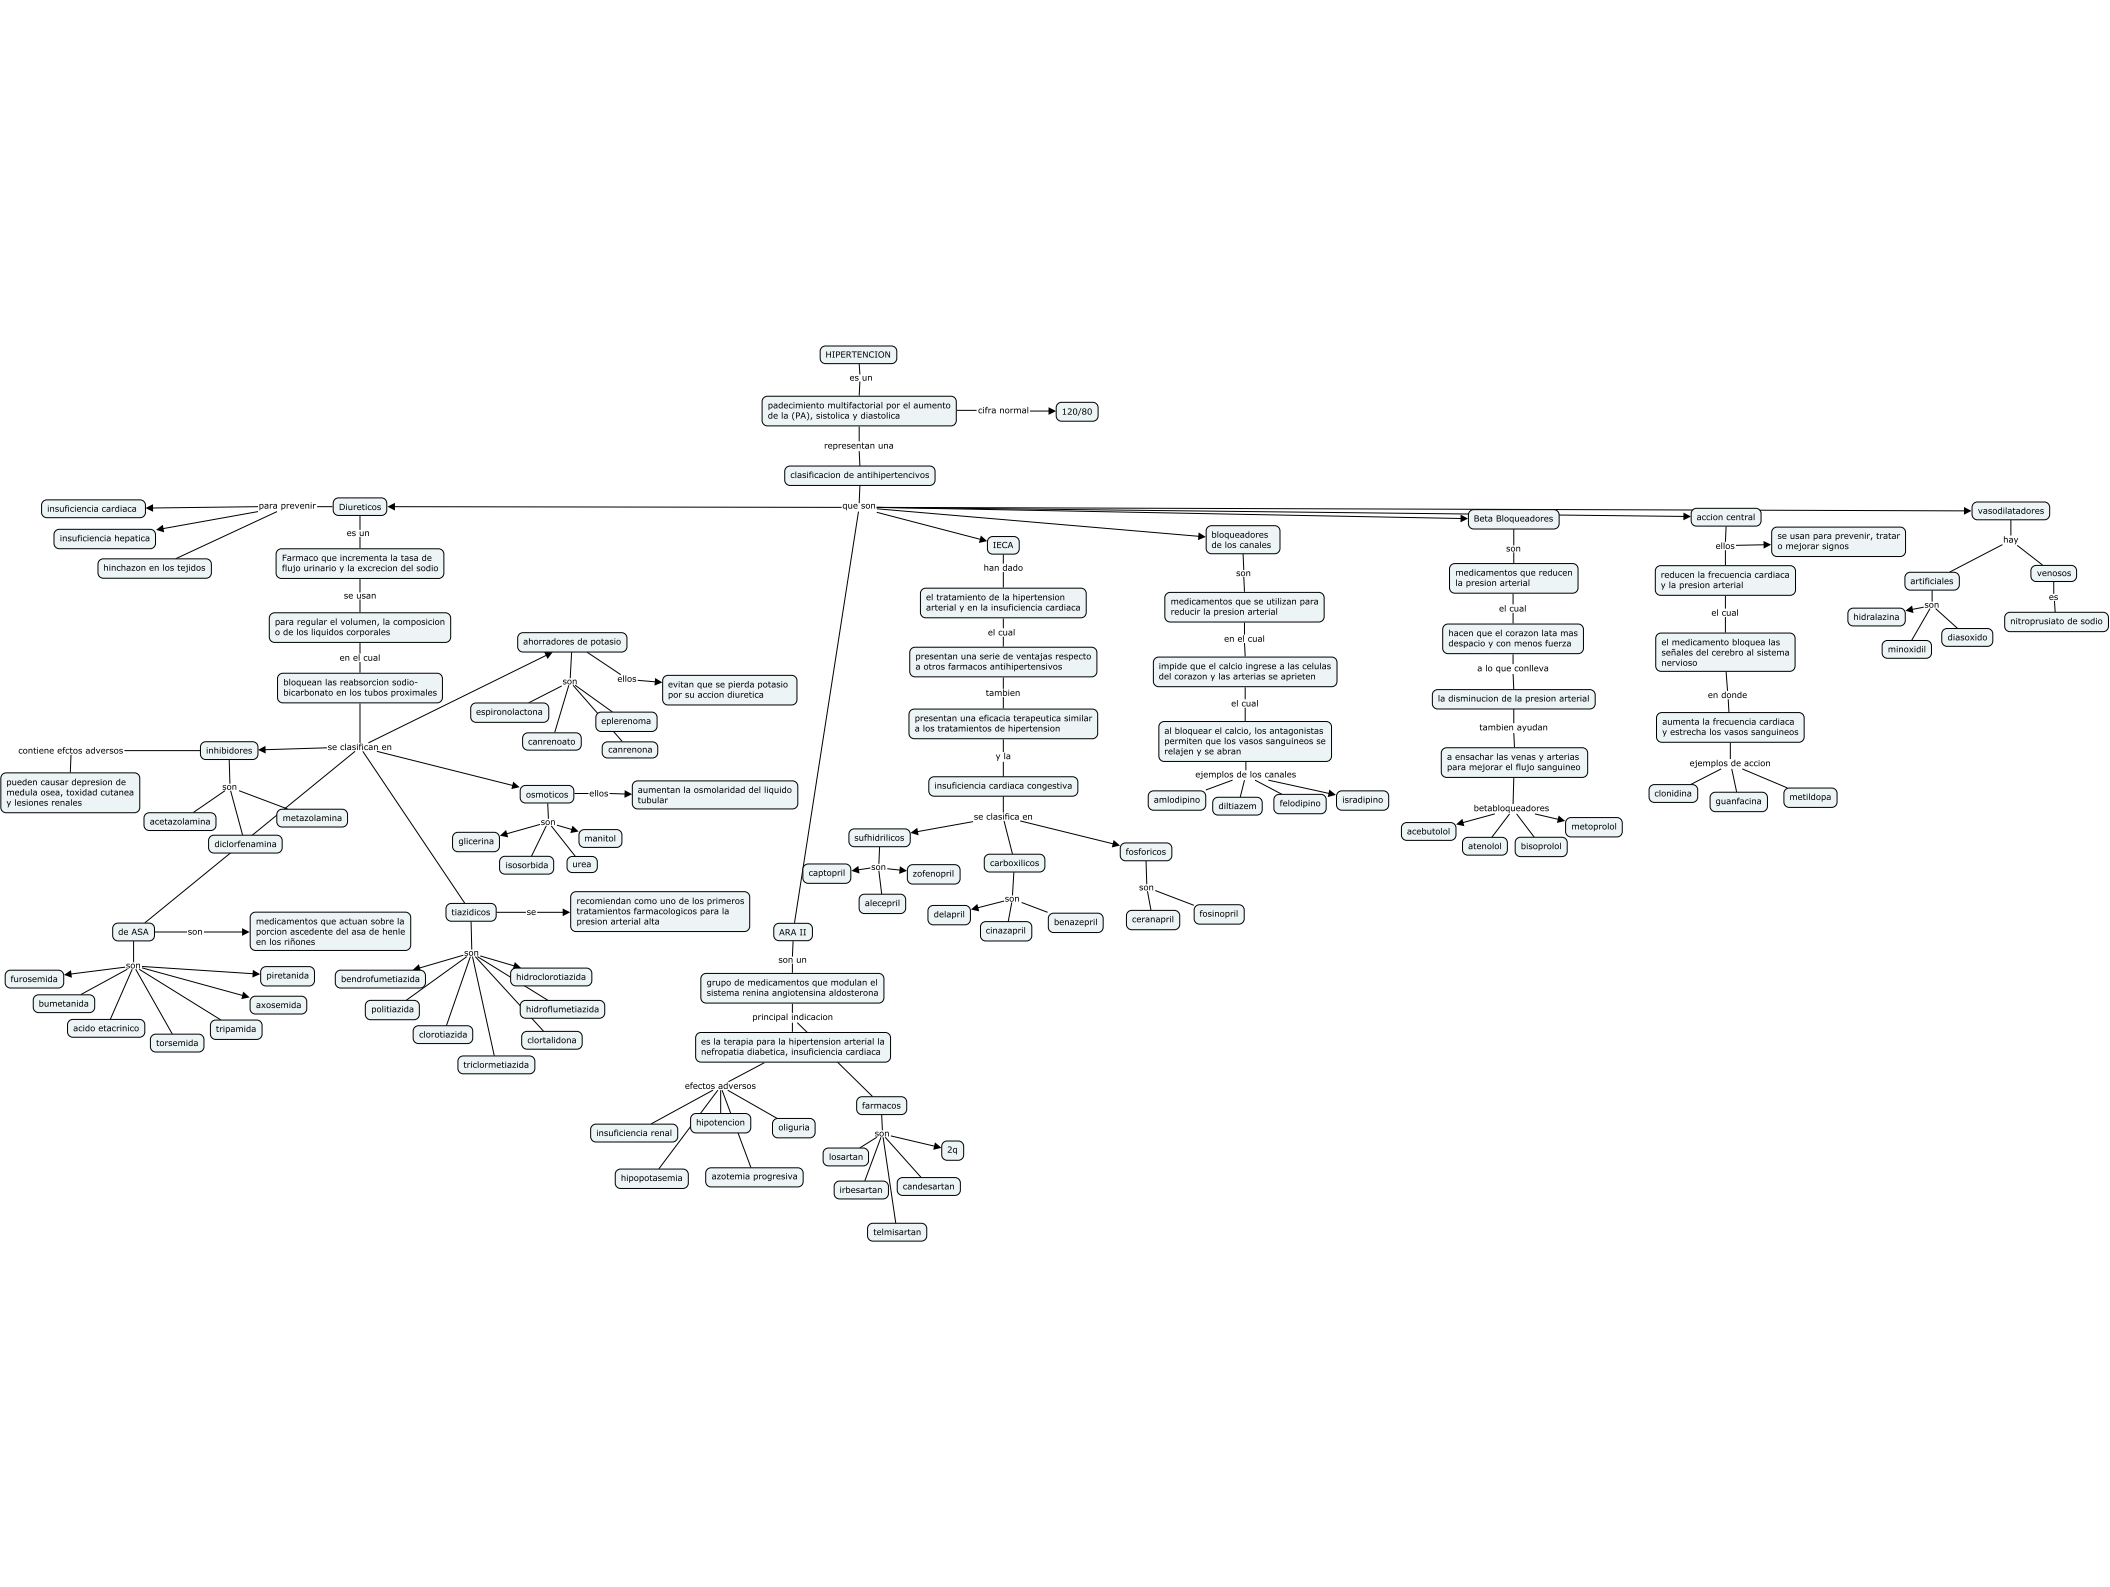 HIPERTENCION
es un
padecimiento multifactorial por el aumento
de la (PA), sistolica y diastolica
cifra normal
120/80
representan una
clasificacion de antihipertencivos
que son
Diureticos
para prevenir
insuficiencia cardiaca
insuficiencia hepatica
hinchazon en los tejidos
es un
Farmaco que incrementa la tasa de
flujo urinario y la excrecion del sodio
se usan
para regular el volumen, la composicion
o de los liquidos corporales
en el cual
bloquean las reabsorcion sodio-
bicarbonato en los tubos proximales
se clasifican en
ahorradores de potasio
son
espironolactona
canrenoato
eplerenoma
canrenona
ellos
evitan que se pierda potasio
por su accion diuretica
inhibidores
contiene efctos adversos
pueden causar depresion de
medula osea, toxidad cutanea
y lesiones renales
son
acetazolamina
diclorfenamina
metazolamina
osmoticos
ellos
aumentan la osmolaridad del liquido
tubular
son
glicerina
isosorbida
urea
manitol
de ASA
son
medicamentos que actuan sobre la
porcion ascedente del asa de henle
en los riñones
son
furosemida
bumetanida
acido etacrinico
torsemida
tripamida
axosemida
piretanida
tiazidicos
se
recomiendan como uno de los primeros
tratamientos farmacologicos para la
presion arterial alta
son
bendrofumetiazida
politiazida
clorotiazida
triclormetiazida
clortalidona
hidroflumetiazida
hidroclorotiazida
ARA II
son un
grupo de medicamentos que modulan el
sistema renina angiotensina aldosterona
principal indicacion
es la terapia para la hipertension arterial la
nefropatia diabetica, insuficiencia cardiaca
efectos adversos
insuficiencia renal
hipopotasemia
hipotencion
azotemia progresiva
oliguria
farmacos
son
losartan
irbesartan
telmisartan
candesartan
2q
IECA
han dado
el tratamiento de la hipertension
arterial y en la insuficiencia cardiaca
el cual
presentan una serie de ventajas respecto
a otros farmacos antihipertensivos
tambien
presentan una eficacia terapeutica similar
a los tratamientos de hipertension
y la
insuficiencia cardiaca congestiva
se clasifica en
sufhidrilicos
son
captopril
alecepril
zofenopril
carboxilicos
son
delapril
cinazapril
benazepril
fosforicos
son
ceranapril
fosinopril
bloqueadores
de los canales
son
medicamentos que se utilizan para
reducir la presion arterial
en el cual
impide que el calcio ingrese a las celulas
del corazon y las arterias se aprieten
el cual
al bloquear el calcio, los antagonistas
permiten que los vasos sanguineos se
relajen y se abran
ejemplos de los canales
amlodipino
diltiazem
felodipino
isradipino
Beta Bloqueadores
son
medicamentos que reducen
la presion arterial
el cual
hacen que el corazon lata mas
despacio y con menos fuerza
a lo que conlleva
la disminucion de la presion arterial
tambien ayudan
a ensachar las venas y arterias
para mejorar el flujo sanguineo
betabloqueadores
acebutolol
atenolol
bisoprolol
metoprolol
accion central
ellos
se usan para prevenir, tratar
o mejorar signos
reducen la frecuencia cardiaca
y la presion arterial
el cual
el medicamento bloquea las
señales del cerebro al sistema
nervioso
en donde
aumenta la frecuencia cardiaca
y estrecha los vasos sanguineos
ejemplos de accion
clonidina
guanfacina
metildopa
vasodilatadores
hay
artificiales
son
hidralazina
minoxidil
diasoxido
venosos
es
nitroprusiato de sodio